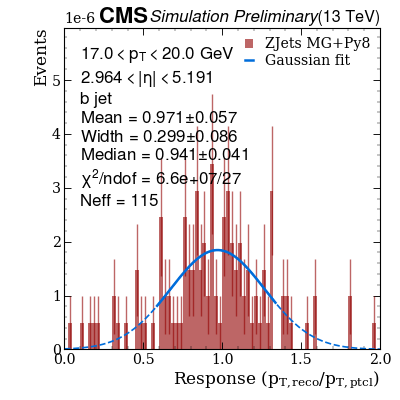 1e-6 CMS Simulation Preliminary (13 TeV)
Events
17.0 < pT < 20.0 GeV
2.964 < |η| < 5.191
b jet
Mean = 0.971±0.057
Width = 0.299±0.086
Median = 0.941±0.041
χ²/ndof = 6.6e+07/27
Neff = 115
ZJets MG+Py8
Gaussian fit
5
4
3
2
1
0
0.0 0.5 1.0 1.5 2.0
Response (pT,reco/pT,ptcl)